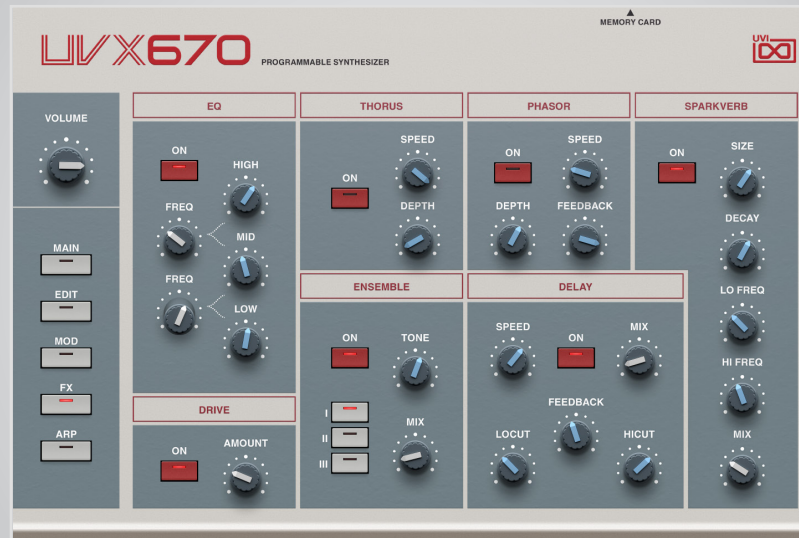 MEMORY CARD
UVX670 PROGRAMMABLE SYNTHESIZER
UVI
EQ
THORUS
PHASOR
SPARKVERB
VOLUME
MAIN
EDIT
MOD
FX
ARP
ON
HIGH
FREQ
MID
FREQ
LOW
DRIVE
ON
AMOUNT
SPEED
ON
DEPTH
ENSEMBLE
ON
TONE
I
II
III
MIX
SPEED
ON
DEPTH
FEEDBACK
DELAY
SPEED
ON
MIX
FEEDBACK
LOCUT
HICUT
ON
SIZE
DECAY
LO FREQ
HI FREQ
MIX